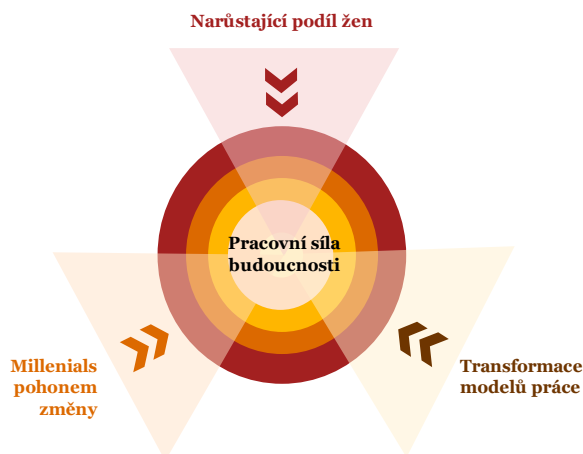 Narůstající podíl žen
Pracovní síla
budoucnosti
Millenials
pohonem
změny
Transformace
modelů práce